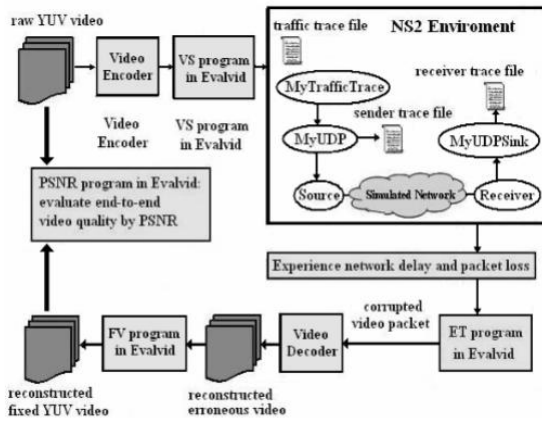 raw YUV video
Video
Encoder
VS program
in Evalvid
Video
Encoder
VS program
in Evalvid
traffic trace file
NS2 Enviroment
receiver trace file
MyTrafficTrace
sender trace file
MyUDP
MyUDPSink
Source
Simulated Network
Receiver
PSNR program in Evalvid:
evaluate end-to-end
video quality by PSNR
Experience network delay and packet loss
corrupted
video packet
ET program
in Evalvid
Video
Decoder
FV program
in Evalvid
reconstructed
erroneous video
reconstructed
fixed YUV video